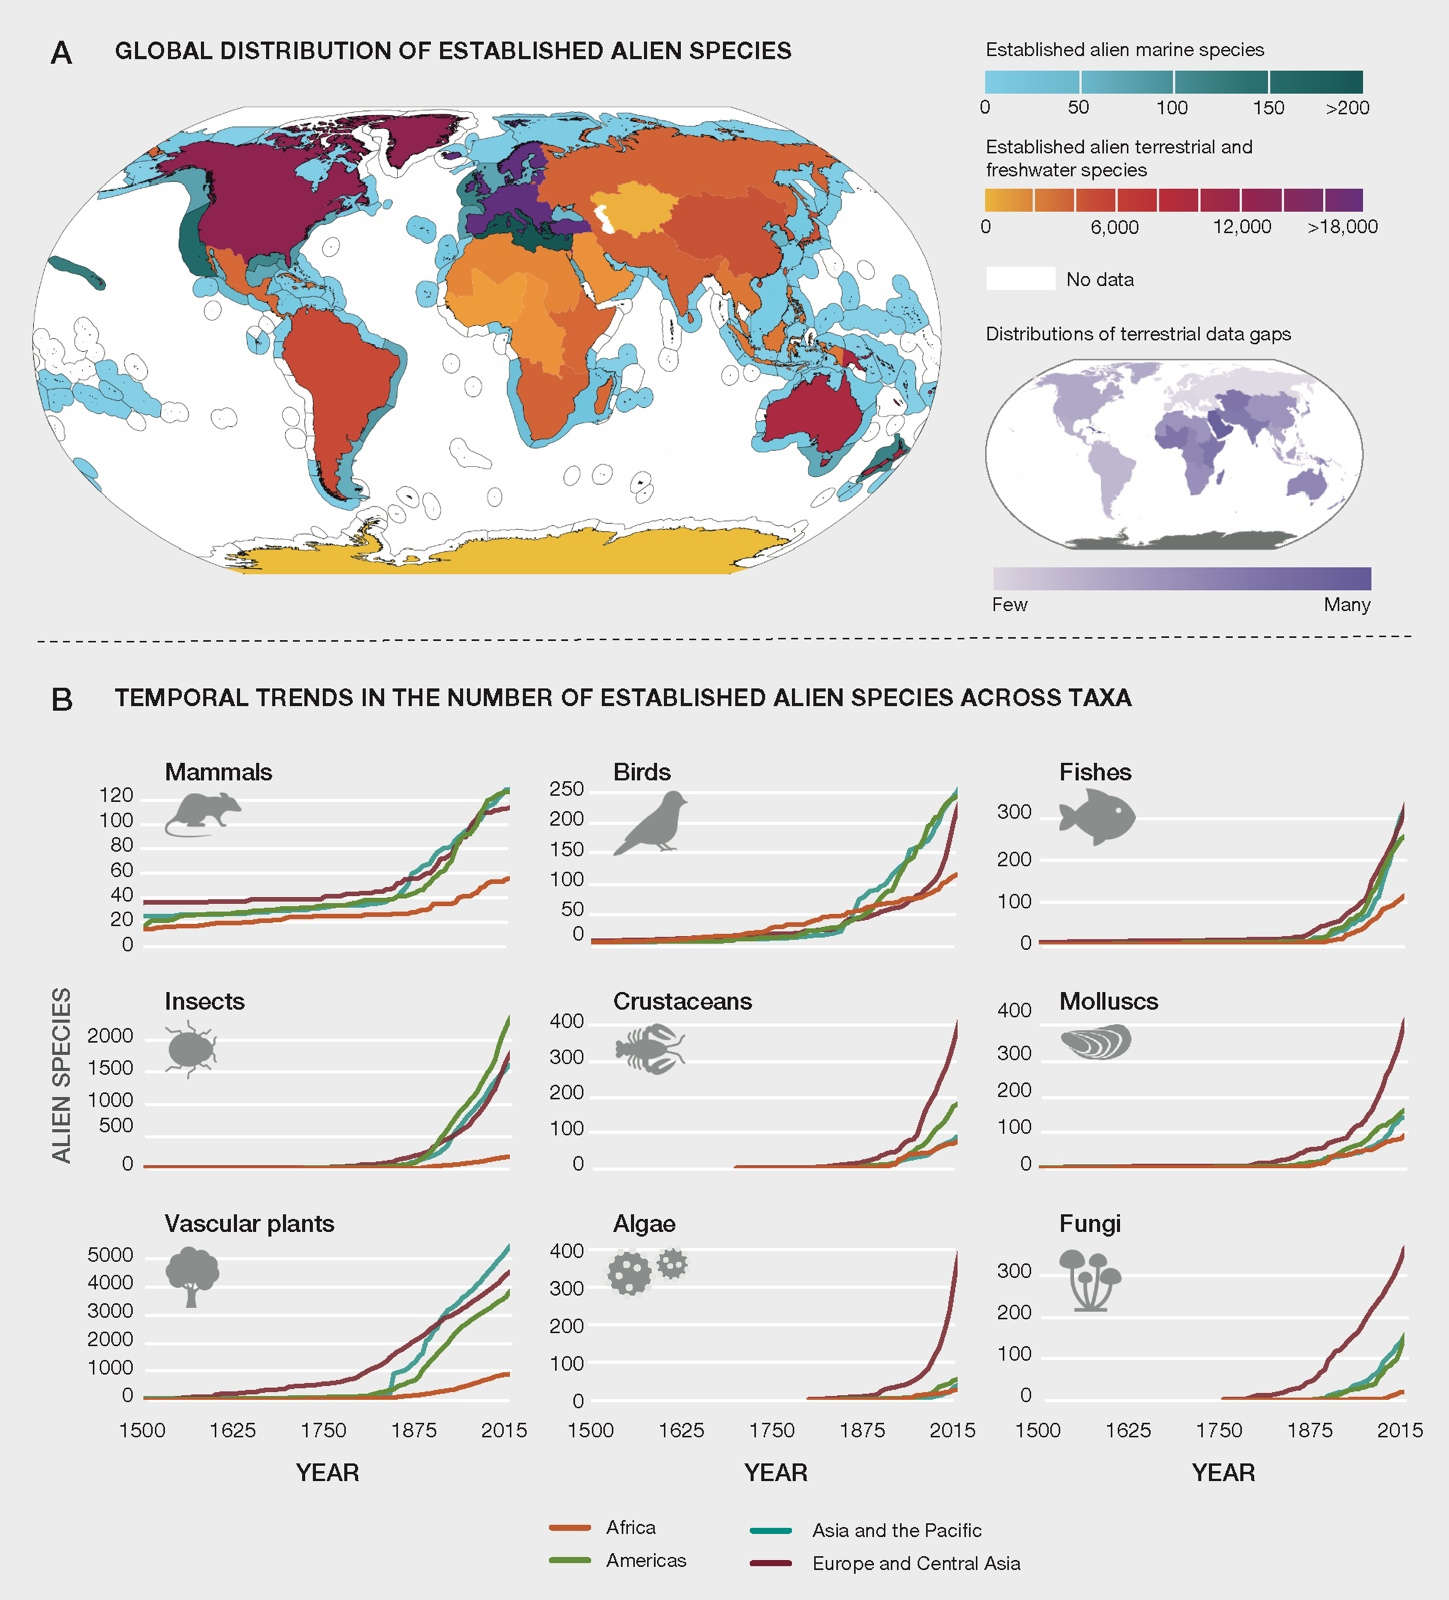 A GLOBAL DISTRIBUTION OF ESTABLISHED ALIEN SPECIES
Established alien marine species
0 50 100 150 >200
Established alien terrestrial and
freshwater species
0 6,000 12,000 >18,000
No data
Distributions of terrestrial data gaps
Few Many
B TEMPORAL TRENDS IN THE NUMBER OF ESTABLISHED ALIEN SPECIES ACROSS TAXA
ALIEN SPECIES
Mammals
120
100
80
60
40
20
0
Birds
250
200
150
100
50
0
Fishes
300
200
100
0
Insects
2000
1500
1000
500
0
Crustaceans
400
300
200
100
0
Molluscs
400
300
200
100
0
Vascular plants
5000
4000
3000
2000
1000
0
1500 1625 1750 1875 2015
YEAR
Algae
400
300
200
100
0
1500 1625 1750 1875 2015
YEAR
Fungi
300
200
100
0
1500 1625 1750 1875 2015
YEAR
Africa
Asia and the Pacific
Americas
Europe and Central Asia